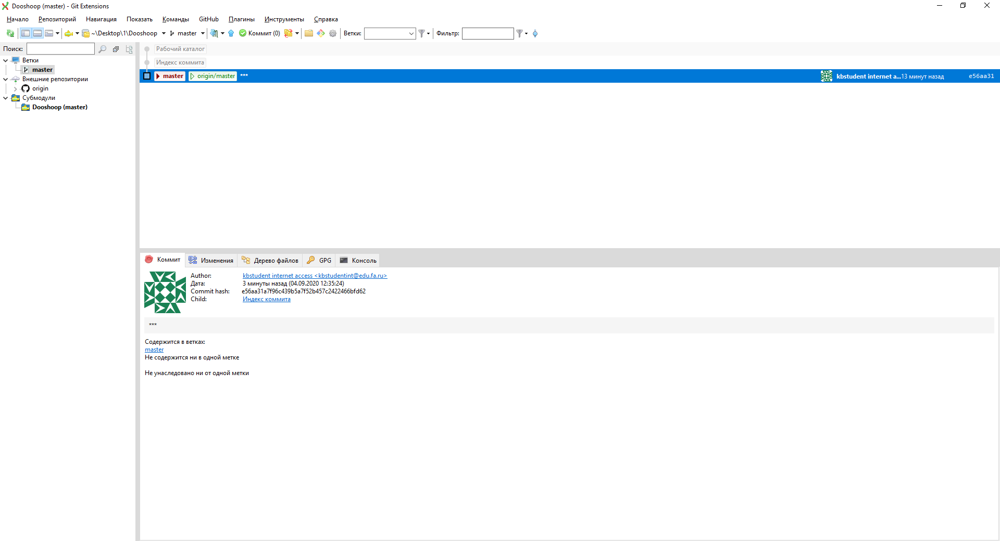 Dooshoop (master) - Git Extensions
Начало Репозиторий Навигация Показать Команды GitHub Плагины Инструменты Справка
~\Desktop\1\Dooshoop master Коммит (0) Ветки: Фильтр:
Поиск:
Ветки
master
Внешние репозитории
origin
Субмодули
Dooshoop (master)
Рабочий каталог
Индекс коммита
master origin/master *** kbstudent internet a...13 минут назад e56aa31
Коммит Изменения Дерево файлов GPG Консоль
Author: kbstudent internet access <kbstudentint@edu.fa.ru>
Дата: 3 минуты назад (04.09.2020 12:35:24)
Commit hash: e56aa31a7f96c439b5a7f52b457c2422466bfd62
Child: Индекс коммита
***
Содержится в ветках:
master
Не содержится ни в одной метке
Не унаследовано ни от одной метки